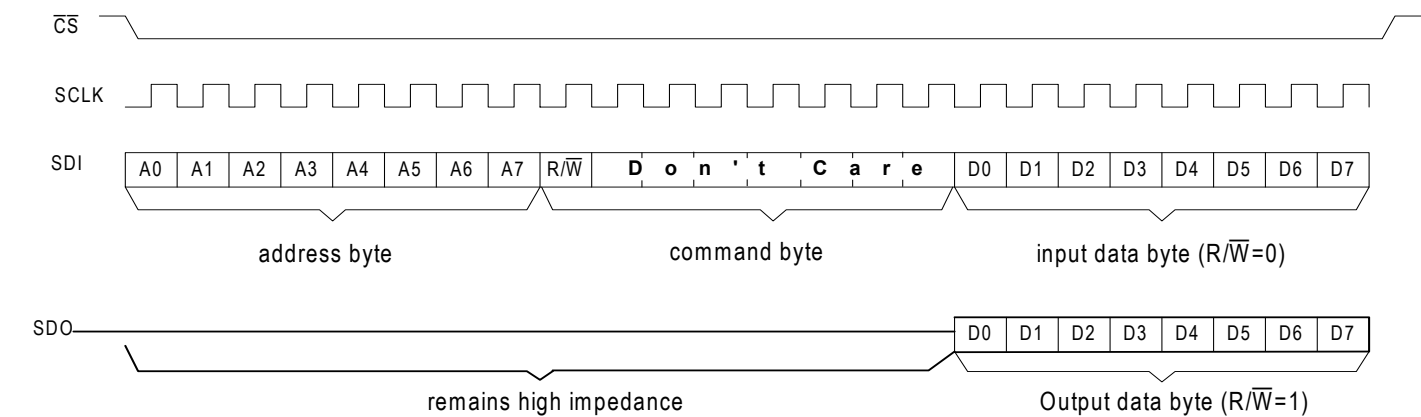 C̅S̅
SCLK
SDI A0 A1 A2 A3 A4 A5 A6 A7 R/W̅ Don't Care D0 D1 D2 D3 D4 D5 D6 D7
address byte command byte input data byte (R/W̅=0)
SDO D0 D1 D2 D3 D4 D5 D6 D7
remains high impedance Output data byte (R/W̅=1)